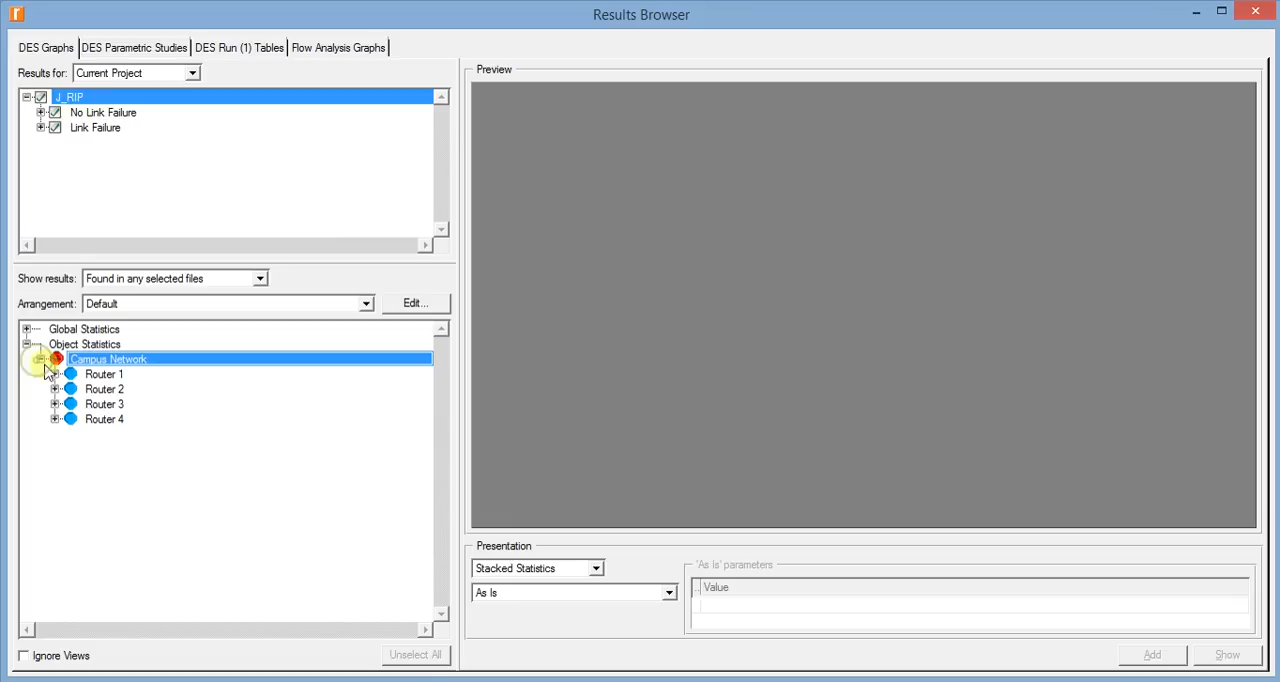 Results Browser
DES Graphs DES Parametric Studies DES Run (1) Tables Flow Analysis Graphs
Results for: Current Project
J_RIP
No Link Failure
Link Failure
Show results: Found in any selected files
Arrangement: Default Edit...
Global Statistics
Object Statistics
Campus Network
Router 1
Router 2
Router 3
Router 4
Ignore Views
Unselect All
Preview
Presentation
Stacked Statistics
As Is
'As Is' parameters
... Value
Add Show